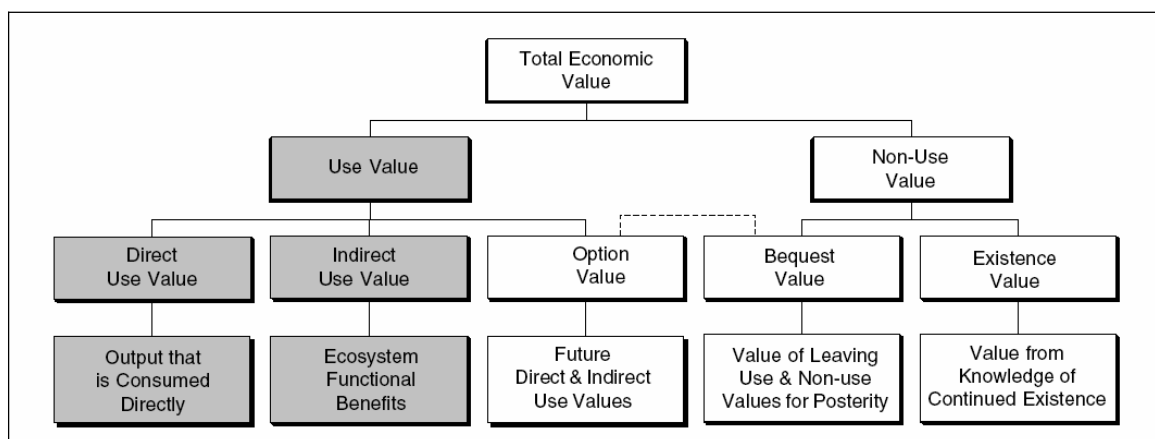 Total Economic
Value
Use Value
Non-Use
Value
Direct
Use Value
Indirect
Use Value
Option
Value
Bequest
Value
Existence
Value
Output that
is Consumed
Directly
Ecosystem
Functional
Benefits
Future
Direct & Indirect
Use Values
Value of Leaving
Use & Non-use
Values for Posterity
Value from
Knowledge of
Continued Existence